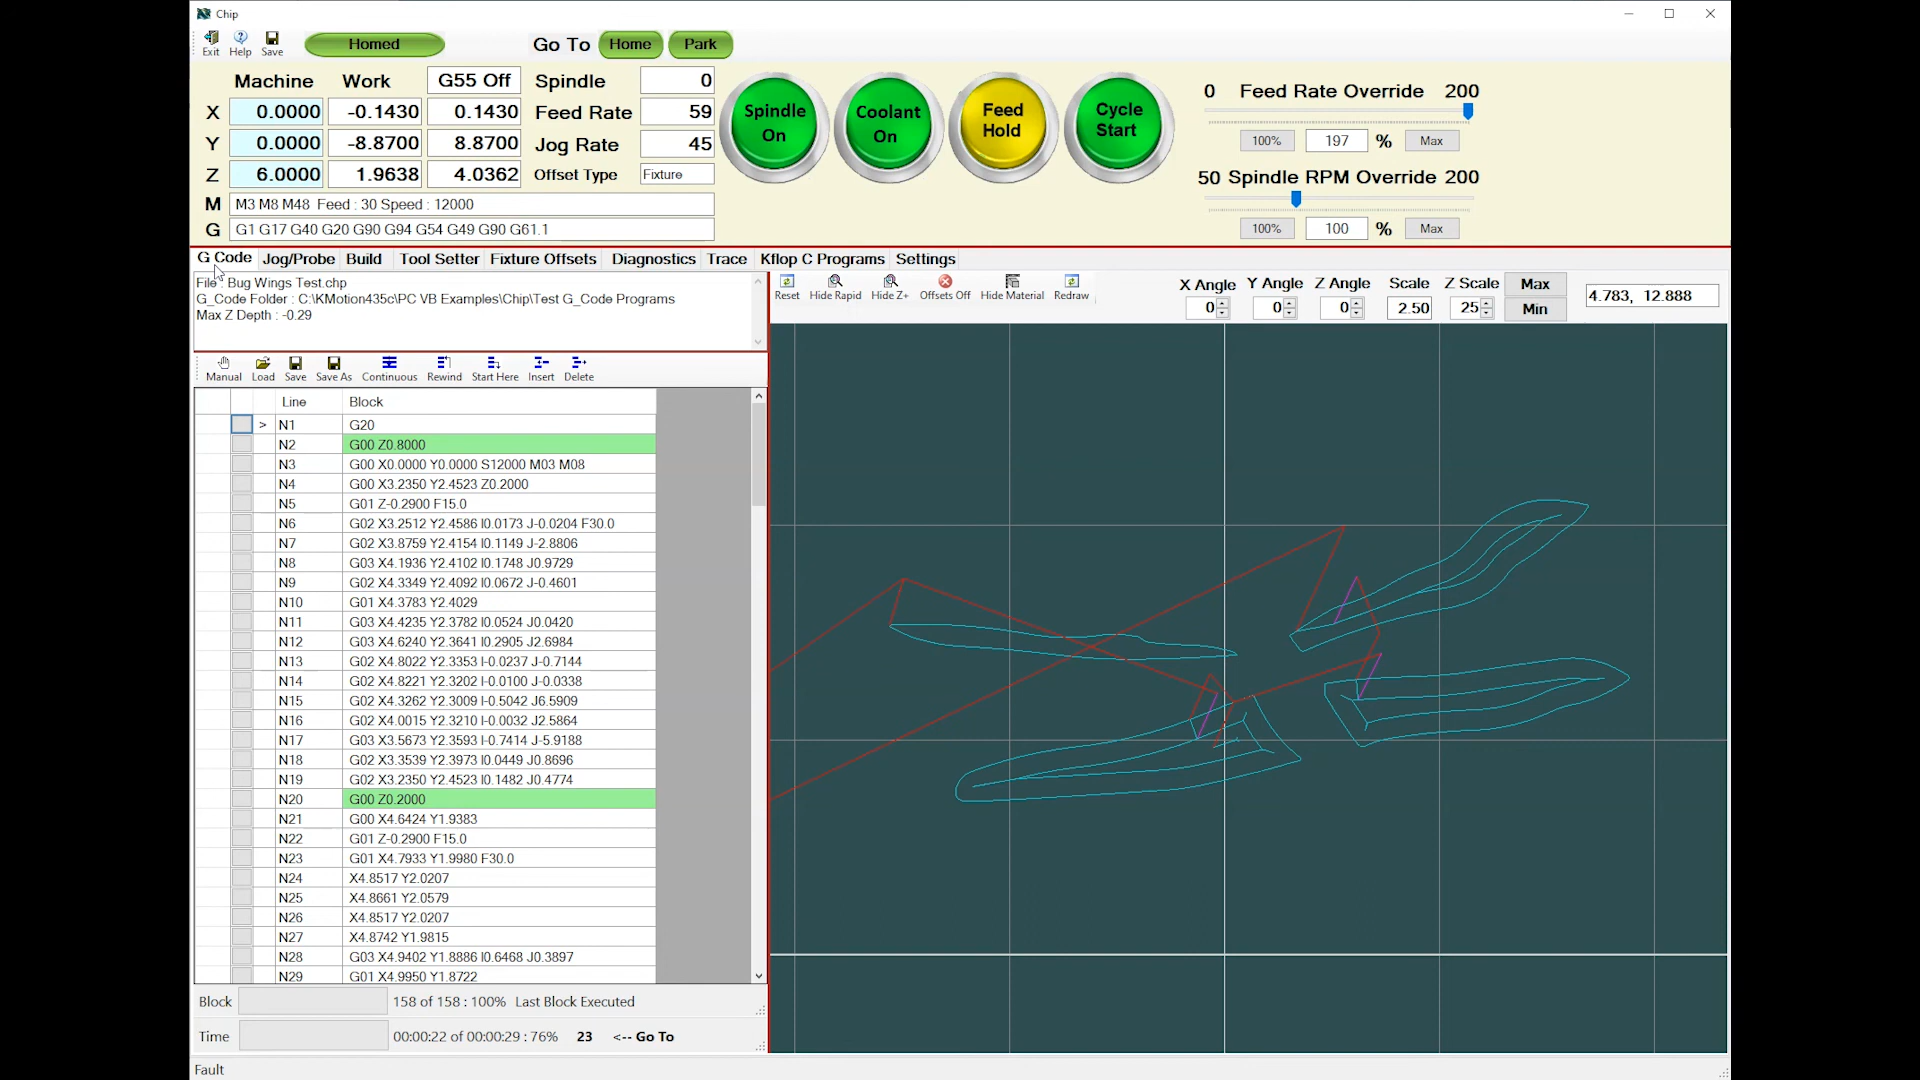 Chip
Exit Help Save Homed Go To Home Park
Machine Work G55 Off Spindle 0
X 0.0000 -0.1430 0.1430 Feed Rate 59
Y 0.0000 -8.8700 8.8700 Jog Rate 45
Z 6.0000 1.9638 4.0362 Offset Type Fixture
M M3 M8 M48 Feed : 30 Speed : 12000
G G1 G17 G40 G20 G90 G94 G54 G49 G90 G61.1
Spindle On
Coolant On
Feed Hold
Cycle Start
0 Feed Rate Override 200
100% 197 % Max
50 Spindle RPM Override 200
100% 100 % Max
G Code Jog/Probe Build Tool Setter Fixture Offsets Diagnostics Trace Kflop C Programs Settings
File : Bug Wings Test.chp
G_Code Folder : C:\KMotion435c\PC VB Examples\Chip\Test G_Code Programs
Max Z Depth : -0.29
Reset Hide Rapid Hide Z+ Offsets Off Hide Material Redraw
X Angle Y Angle Z Angle Scale Z Scale Max
0 0 0 2.50 25 Min
4.783, 12.888
Manual Load Save Save As Continuous Rewind Start Here Insert Delete
Line Block
> N1 G20
N2 G00 Z0.8000
N3 G00 X0.0000 Y0.0000 S12000 M03 M08
N4 G00 X3.2350 Y2.4523 Z0.2000
N5 G01 Z-0.2900 F15.0
N6 G02 X3.2512 Y2.4586 I0.0173 J-0.0204 F30.0
N7 G02 X3.8759 Y2.4154 I0.1149 J-2.8806
N8 G03 X4.1936 Y2.4102 I0.1748 J0.9729
N9 G02 X4.3349 Y2.4092 I0.0672 J-0.4601
N10 G01 X4.3783 Y2.4029
N11 G03 X4.4235 Y2.3782 I0.0524 J0.0420
N12 G03 X4.6240 Y2.3641 I0.2905 J2.6984
N13 G02 X4.8022 Y2.3353 I-0.0237 J-0.7144
N14 G02 X4.8221 Y2.3202 I-0.0100 J-0.0338
N15 G02 X4.3262 Y2.3009 I-0.5042 J6.5909
N16 G02 X4.0015 Y2.3210 I-0.0032 J2.5864
N17 G03 X3.5673 Y2.3593 I-0.7414 J-5.9188
N18 G02 X3.3539 Y2.3973 I0.0449 J0.8696
N19 G02 X3.2350 Y2.4523 I0.1482 J0.4774
N20 G00 Z0.2000
N21 G00 X4.6424 Y1.9383
N22 G01 Z-0.2900 F15.0
N23 G01 X4.7933 Y1.9980 F30.0
N24 X4.8517 Y2.0207
N25 X4.8661 Y2.0579
N26 X4.8517 Y2.0207
N27 X4.8742 Y1.9815
N28 G03 X4.9402 Y1.8886 I0.6468 J0.3897
N29 G01 X4.9950 Y1.8722
Block 158 of 158 : 100% Last Block Executed
Time 00:00:22 of 00:00:29 : 76% 23 <-- Go To
Fault